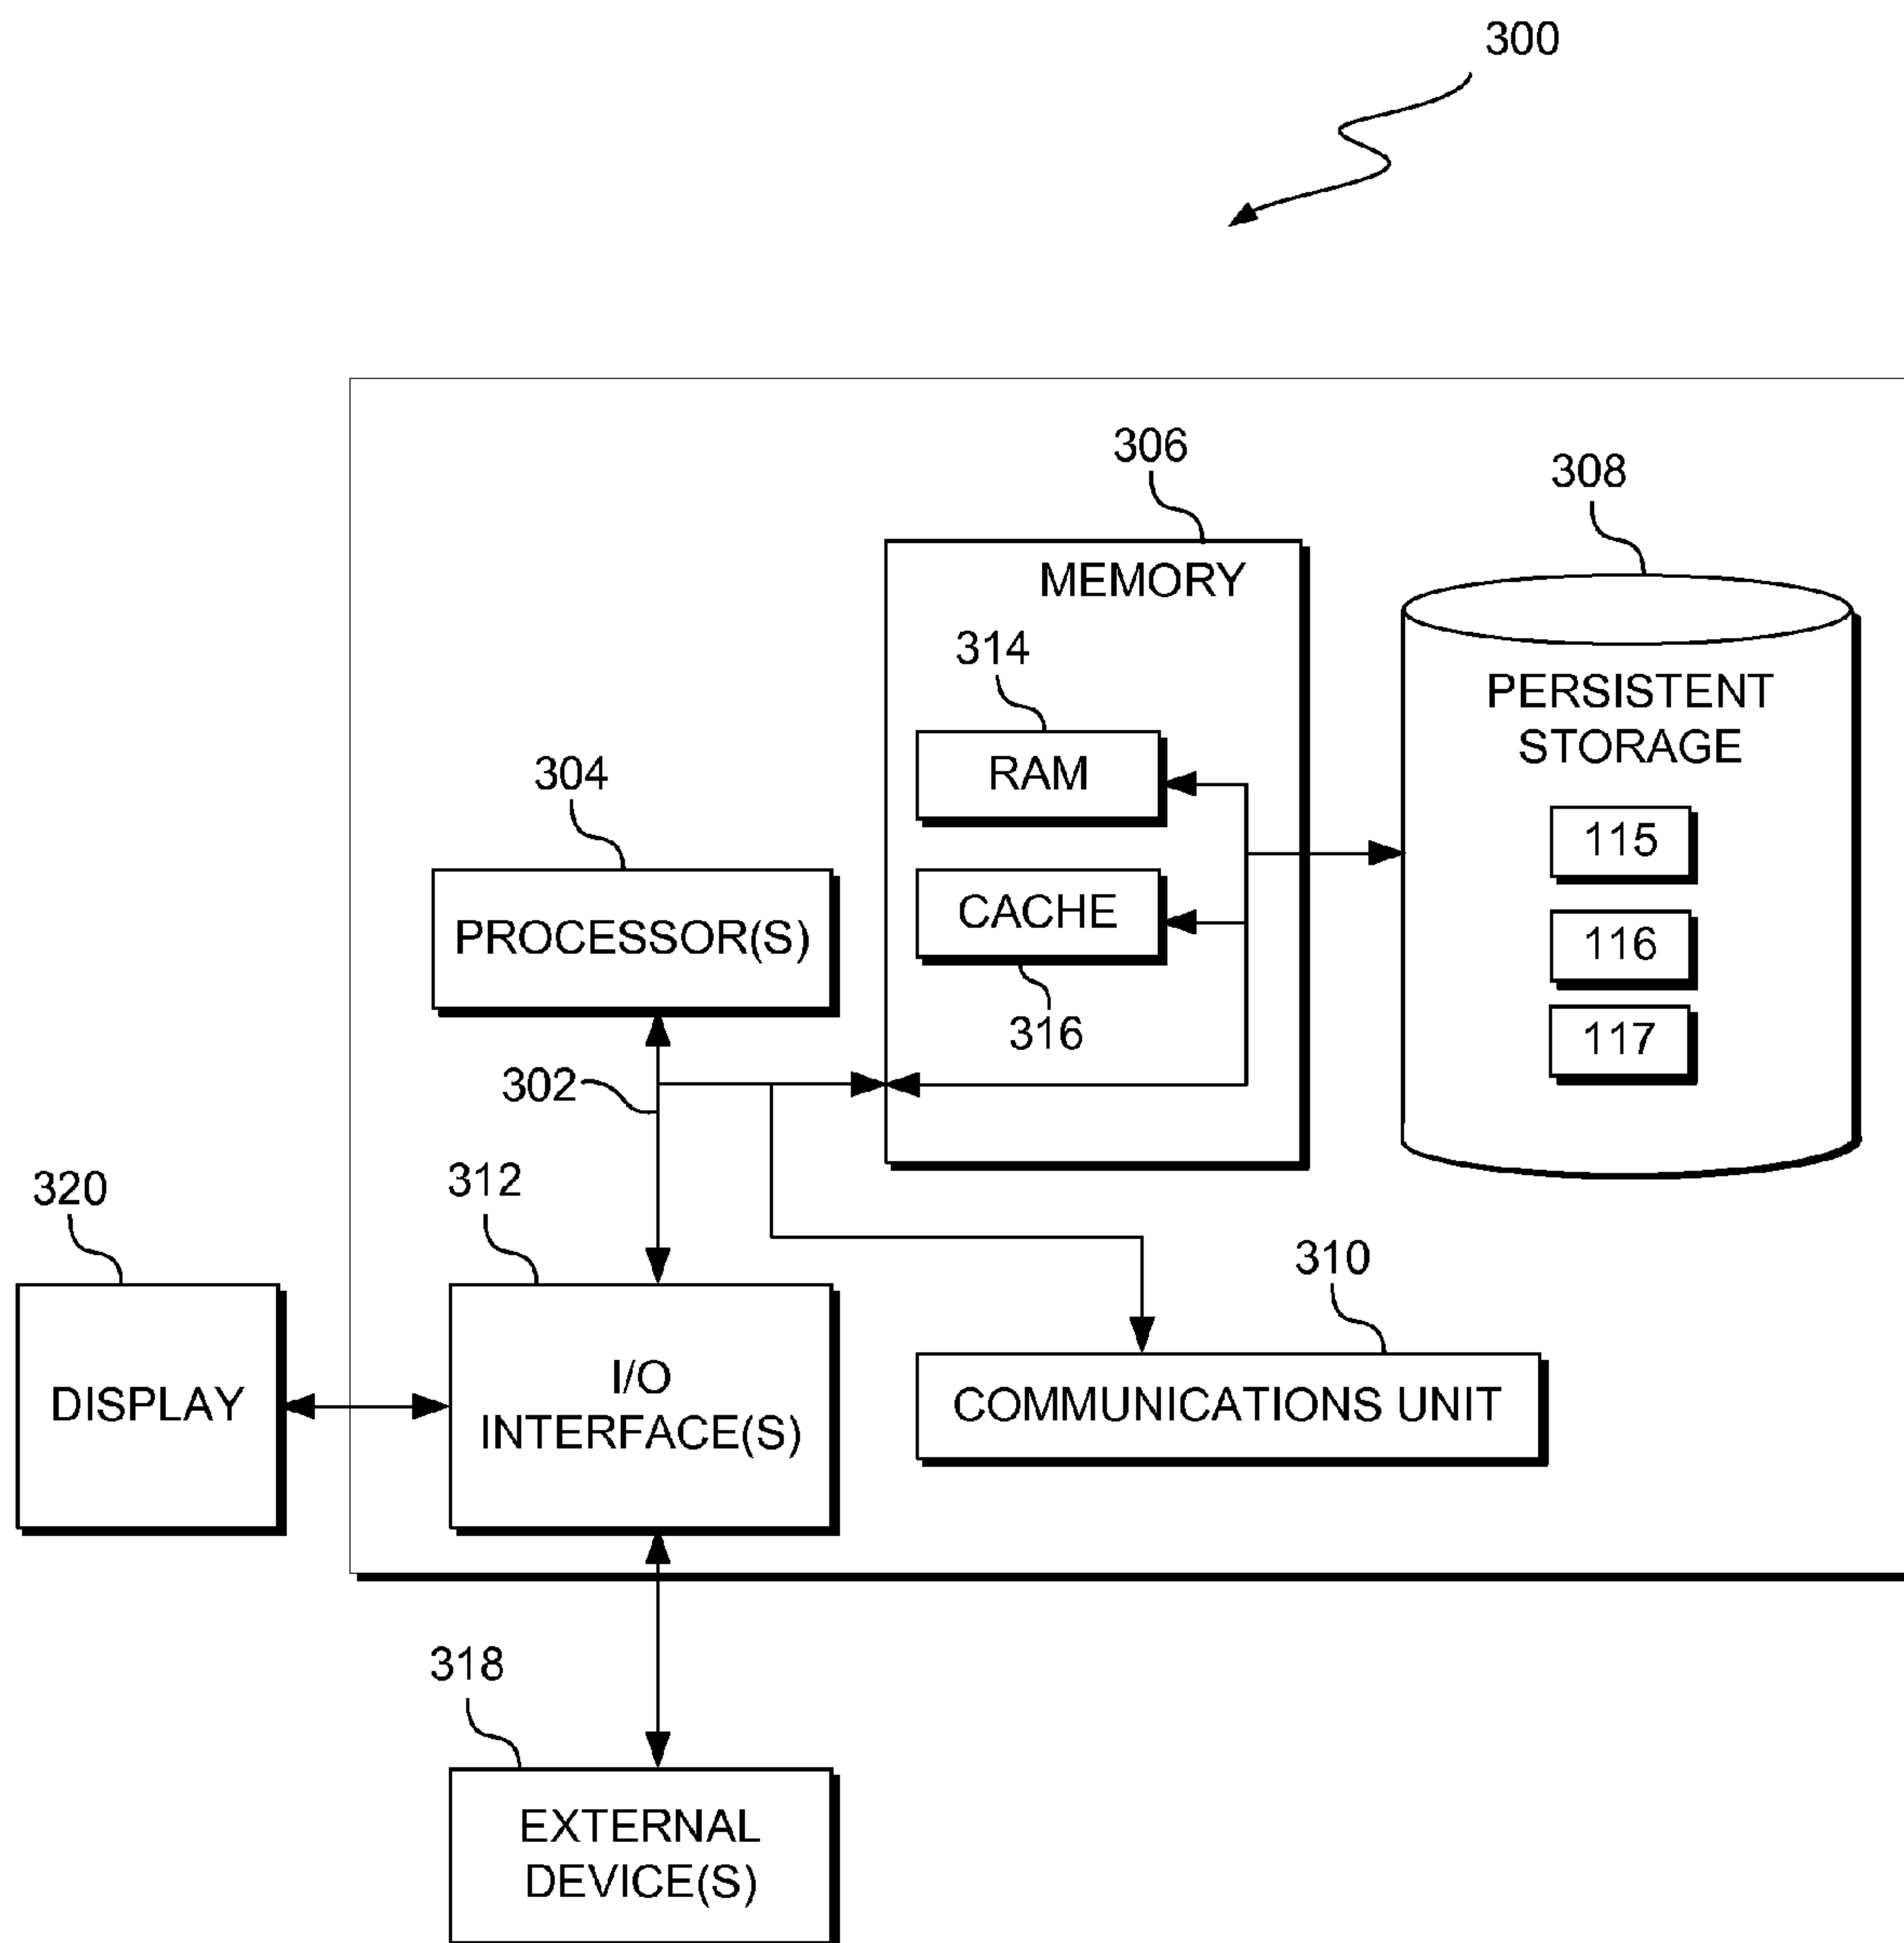 300
306
308
MEMORY
314
RAM
PERSISTENT
STORAGE
304
115
PROCESSOR(S)
CACHE
116
316
117
302
312
320
310
I/O
INTERFACE(S)
DISPLAY
COMMUNICATIONS UNIT
318
EXTERNAL
DEVICE(S)